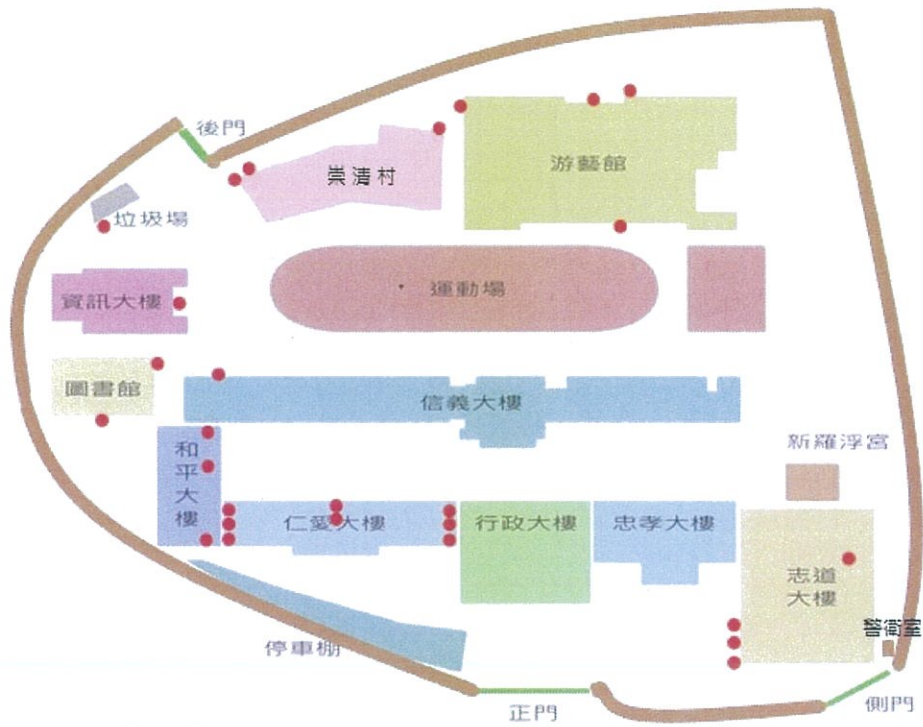 後門
崇清村
游藝館
垃圾場
運動場
資訊大樓
圖書館
信義大樓
和
平
大
樓
新羅浮宮
仁愛大樓
行政大樓
忠孝大樓
志道
大樓
警衛室
停車棚
正門
側門